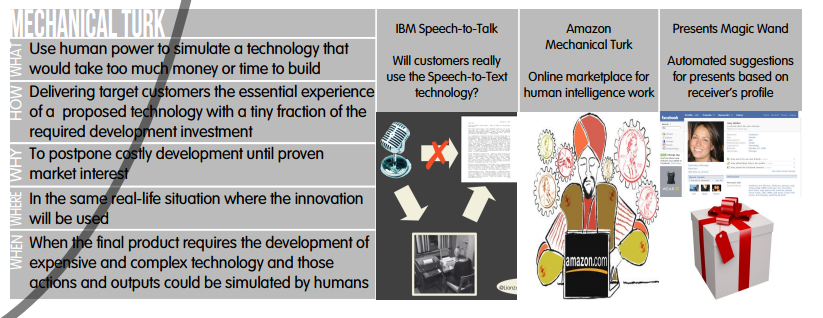 MECHANICAL TURK
WHAT
Use human power to simulate a technology that
would take too much money or time to build
HOW
Delivering target customers the essential experience
of a proposed technology with a tiny fraction of the
required development investment
WHY
To postpone costly development until proven
market interest
WHERE
In the same real-life situation where the innovation
will be used
WHEN
When the final product requires the development of
expensive and complex technology and those
actions and outputs could be simulated by humans
IBM Speech-to-Talk
Will customers really
use the Speech-to-Text
technology?
Amazon
Mechanical Turk
Online marketplace for
human intelligence work
amazon.com
Presents Magic Wand
Automated suggestions
for presents based on
receiver's profile
facebook